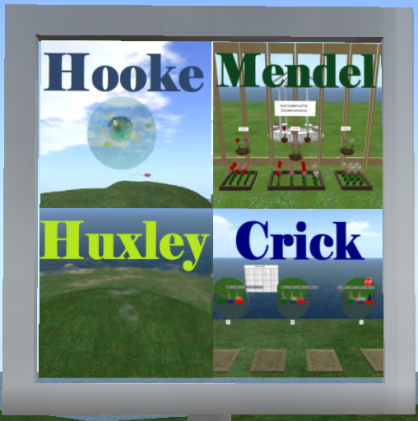 Hooke
Mendel
INCOMPLETE
DOMINANCE
Huxley
Crick